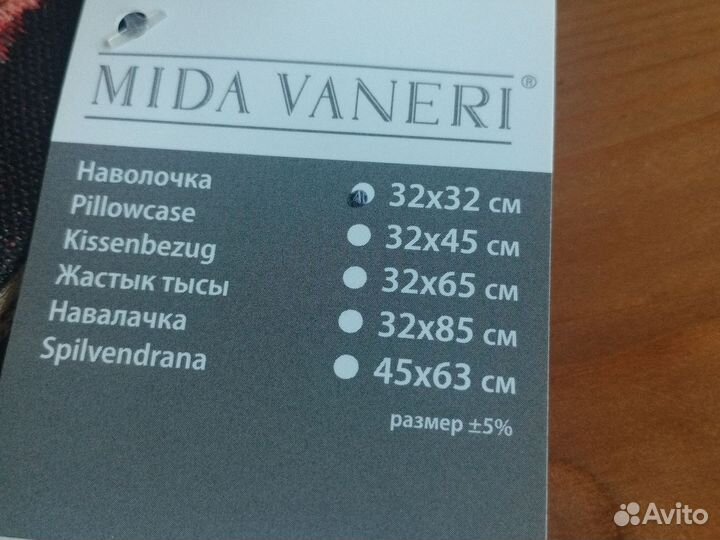 MIDA VANERI®
Наволочка
Pillowcase
Kissenbezug
Жастык тысы
Навалачка
Spilvendrana
32x32 см
32x45 см
32x65 см
32x85 см
45x63 см
размер ±5%
Avito